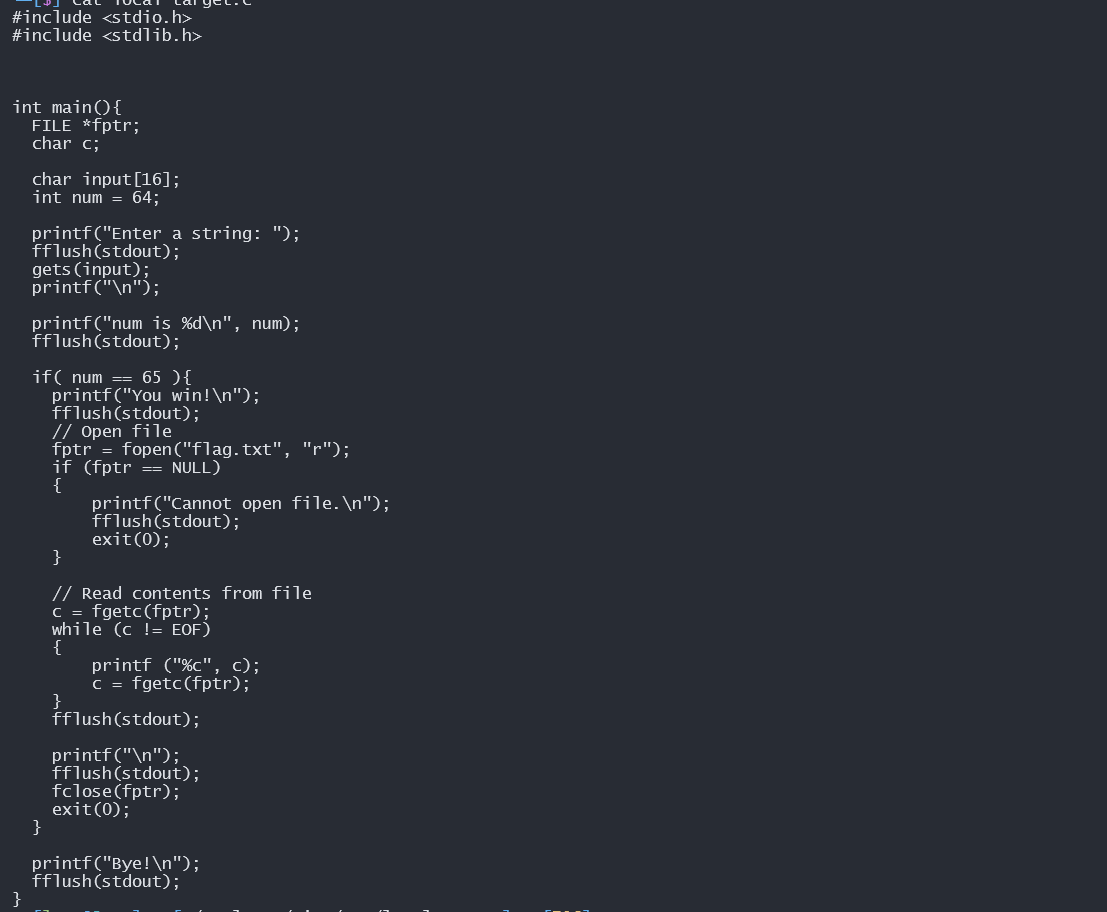 [$] cat local-target.c
#include <stdio.h>
#include <stdlib.h>
int main(){
  FILE *fptr;
  char c;
  char input[16];
  int num = 64;
  printf("Enter a string: ");
  fflush(stdout);
  gets(input);
  printf("\n");
  printf("num is %d\n", num);
  fflush(stdout);
  if( num == 65 ){
    printf("You win!\n");
    fflush(stdout);
    // Open file
    fptr = fopen("flag.txt", "r");
    if (fptr == NULL)
    {
        printf("Cannot open file.\n");
        fflush(stdout);
        exit(0);
    }
    // Read contents from file
    c = fgetc(fptr);
    while (c != EOF)
    {
        printf ("%c", c);
        c = fgetc(fptr);
    }
    fflush(stdout);
    printf("\n");
    fflush(stdout);
    fclose(fptr);
    exit(0);
  }
  printf("Bye!\n");
  fflush(stdout);
}